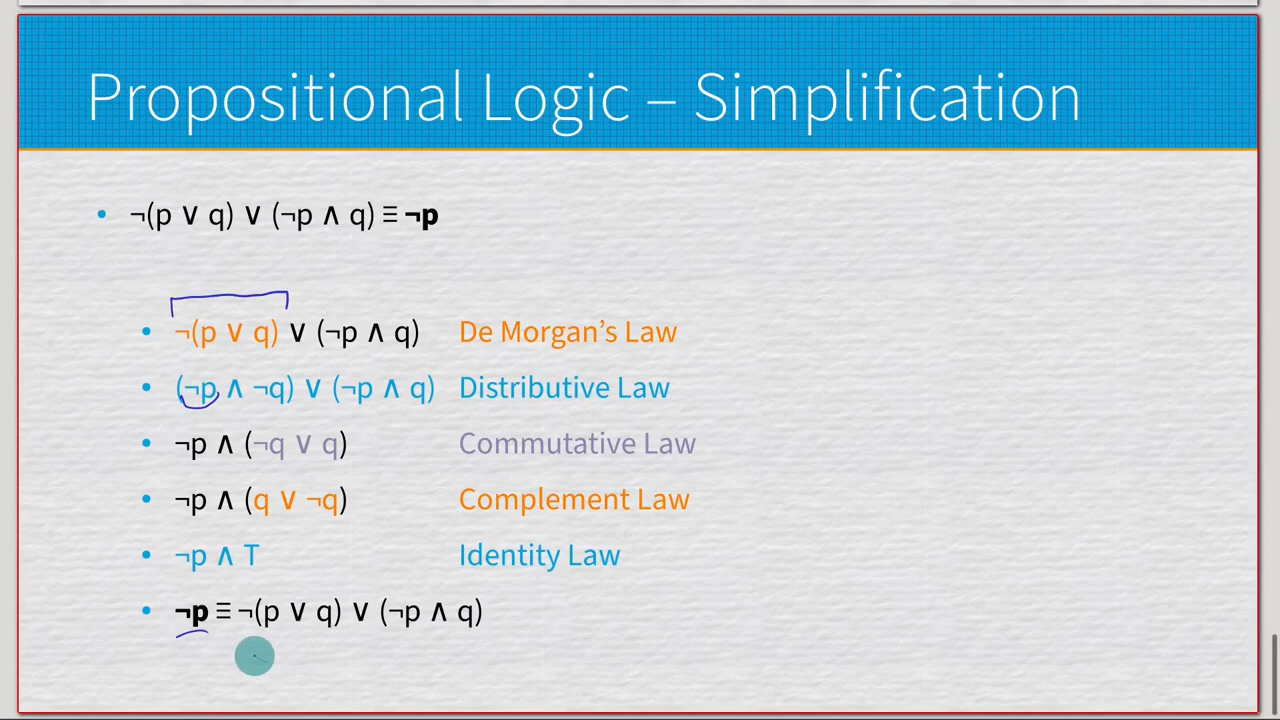 Propositional Logic – Simplification
• ¬(p ∨ q) ∨ (¬p ∧ q) ≡ ¬p
• ¬(p ∨ q) ∨ (¬p ∧ q) De Morgan’s Law
• (¬p ∧ ¬q) ∨ (¬p ∧ q) Distributive Law
• ¬p ∧ (¬q ∨ q) Commutative Law
• ¬p ∧ (q ∨ ¬q) Complement Law
• ¬p ∧ T Identity Law
• ¬p ≡ ¬(p ∨ q) ∨ (¬p ∧ q)